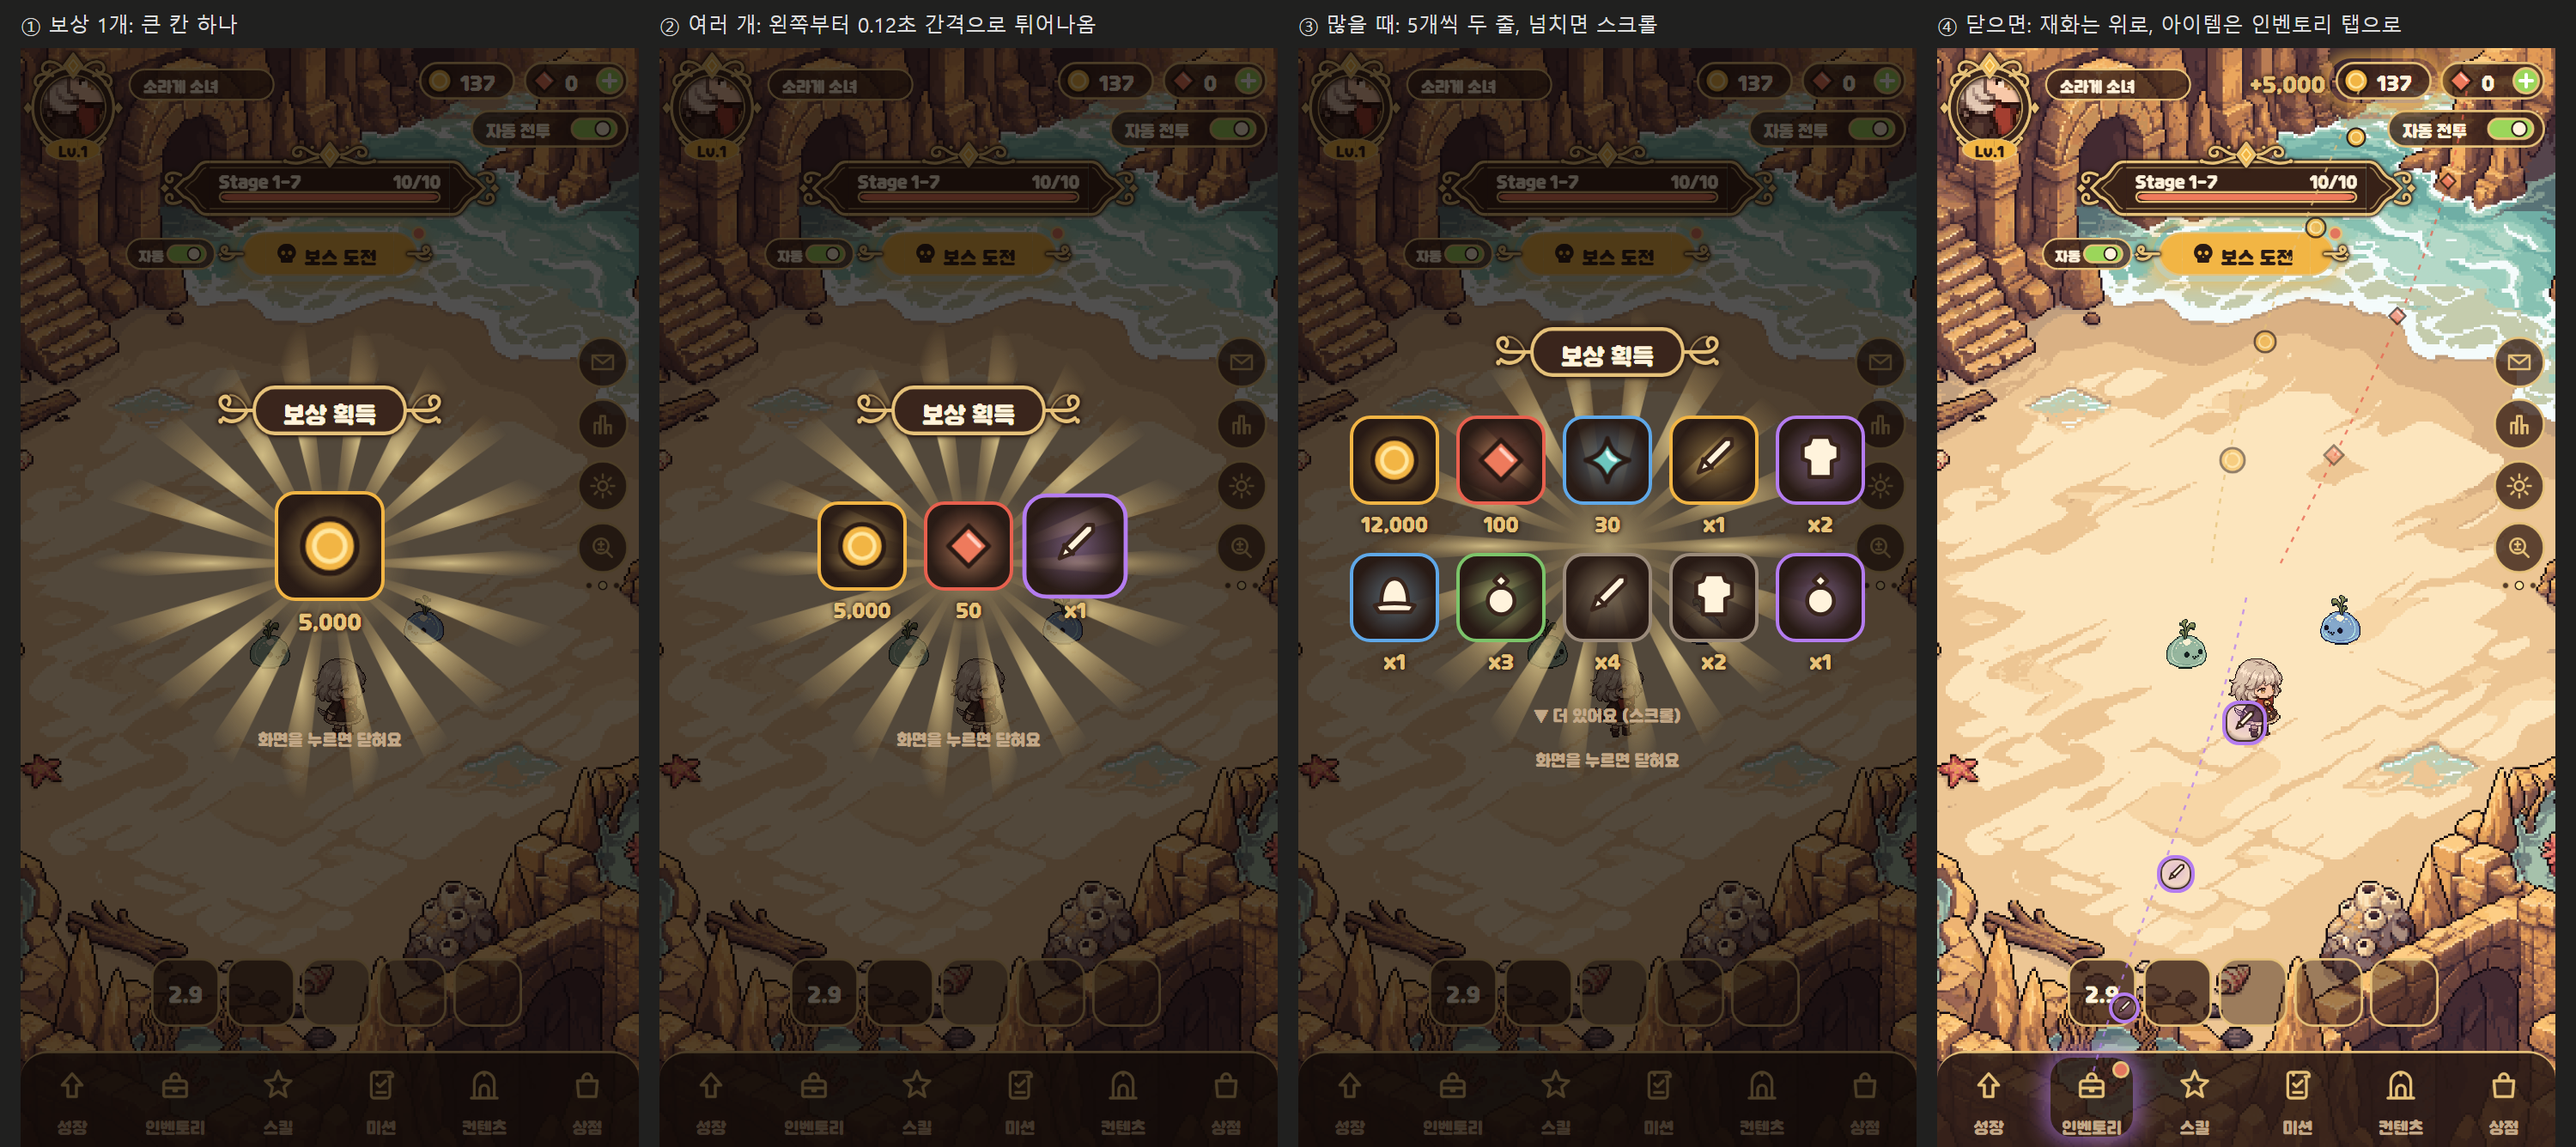 ① 보상 1개: 큰 칸 하나
소라게 소녀
137
0
Lv.1
자동 전투
Stage 1-7
10/10
자동
보스 도전
보상 획득
5,000
화면을 누르면 닫혀요
2.9
성장
인벤토리
스킬
미션
컨텐츠
상점
② 여러 개: 왼쪽부터 0.12초 간격으로 튀어나옴
소라게 소녀
137
0
Lv.1
자동 전투
Stage 1-7
10/10
자동
보스 도전
보상 획득
5,000
50
x1
화면을 누르면 닫혀요
2.9
성장
인벤토리
스킬
미션
컨텐츠
상점
③ 많을 때: 5개씩 두 줄, 넘치면 스크롤
소라게 소녀
137
0
Lv.1
자동 전투
Stage 1-7
10/10
자동
보스 도전
보상 획득
12,000
100
30
x1
x2
x1
x3
x4
x2
x1
▼ 더 있어요 (스크롤)
화면을 누르면 닫혀요
2.9
성장
인벤토리
스킬
미션
컨텐츠
상점
④ 닫으면: 재화는 위로, 아이템은 인벤토리 탭으로
소라게 소녀
+5,000
137
0
Lv.1
자동 전투
Stage 1-7
10/10
자동
보스 도전
2.9
성장
인벤토리
스킬
미션
컨텐츠
상점